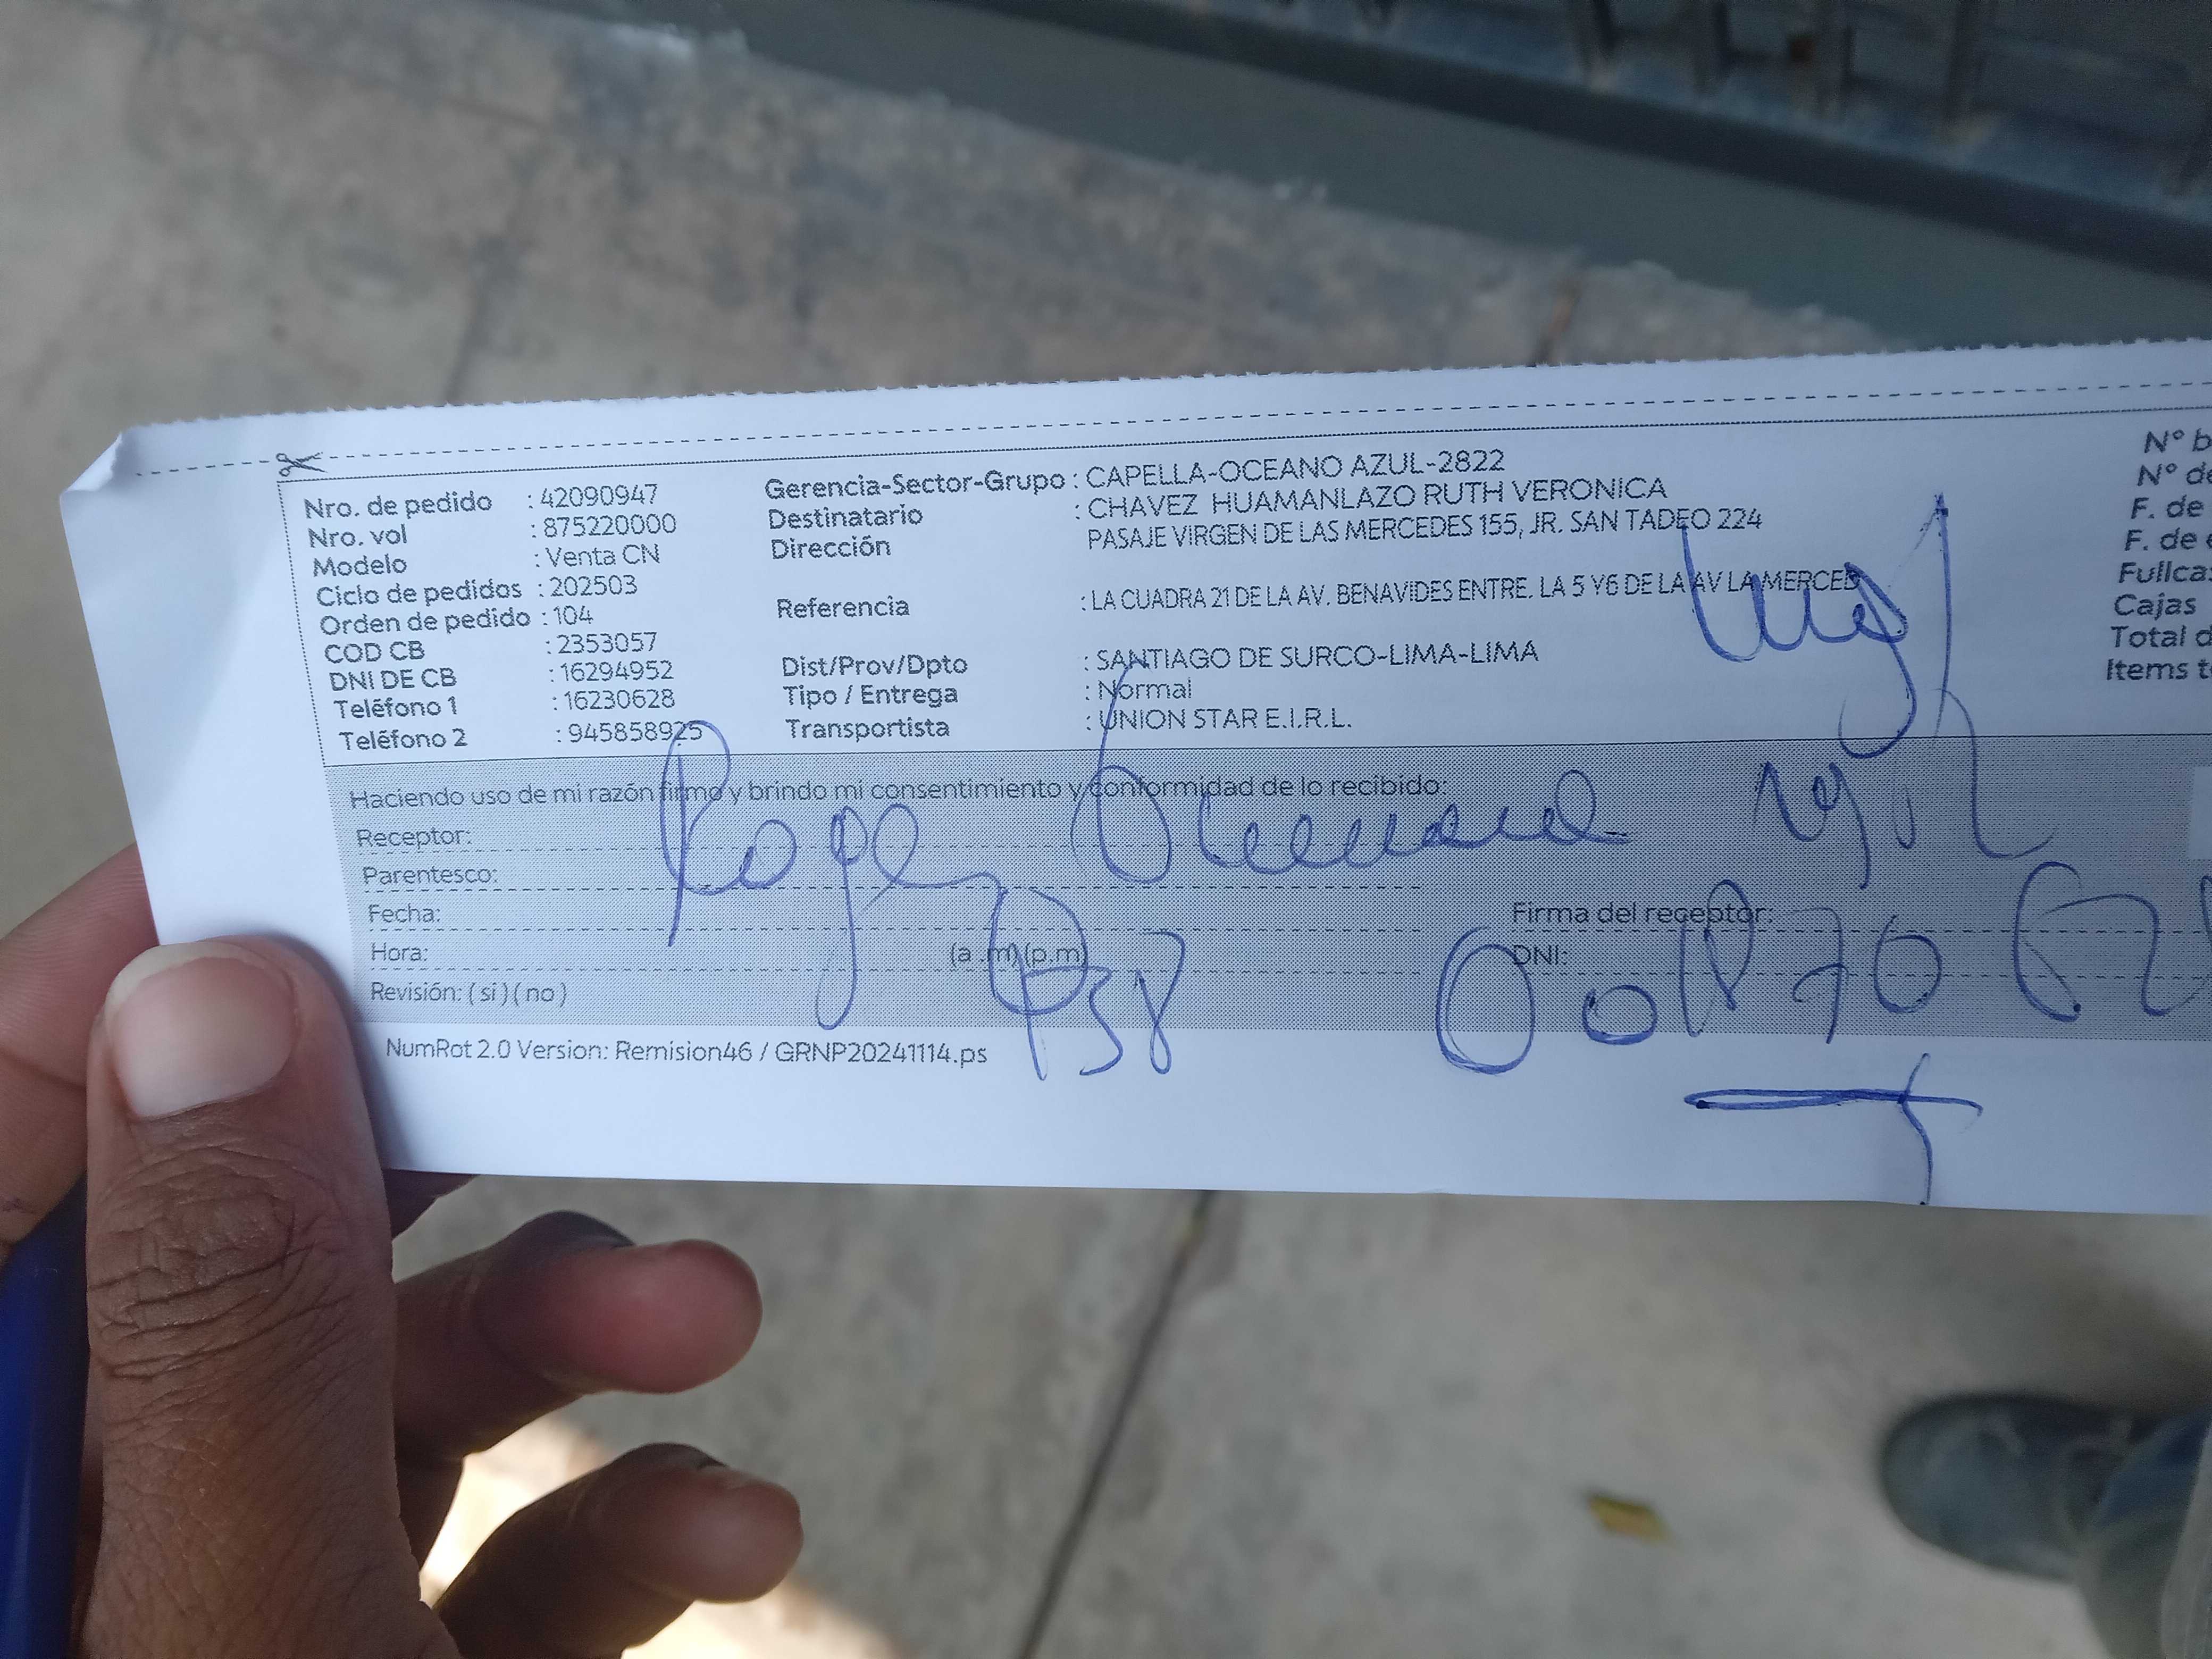 Nro. de pedido : 42090947
Nro. vol : 875220000
Modelo : Venta CN
Ciclo de pedidos : 202503
Orden de pedido : 104
COD CB : 2353057
DNI DE CB : 16294952
Teléfono 1 : 16230628
Teléfono 2 : 945858925
Gerencia-Sector-Grupo : CAPELLA-OCEANO AZUL-2822
Destinatario : CHAVEZ HUAMANLAZO RUTH VERONICA
Dirección PASAJE VIRGEN DE LAS MERCEDES 155, JR. SAN TADEO 224
Referencia : LA CUADRA 21 DE LA AV. BENAVIDES ENTRE. LA 5 Y6 DE LA AV LA MERCED
Dist/Prov/Dpto : SANTIAGO DE SURCO-LIMA-LIMA
Tipo / Entrega : Normal
Transportista : UNION STAR E.I.R.L.
Nº
Nº
F. de
F. de
Cajas
Total
Items
Haciendo uso de mi razón firmo y brindo mi consentimiento y conformidad de lo recibido:
Receptor: Roger
Parentesco:
Fecha:
Hora: (a .m) (p.m)
Revisión: ( si ) ( no )
Firma del receptor:
DNI:
NumRot 2.0 Version: Remision46 / GRNP20241114.ps